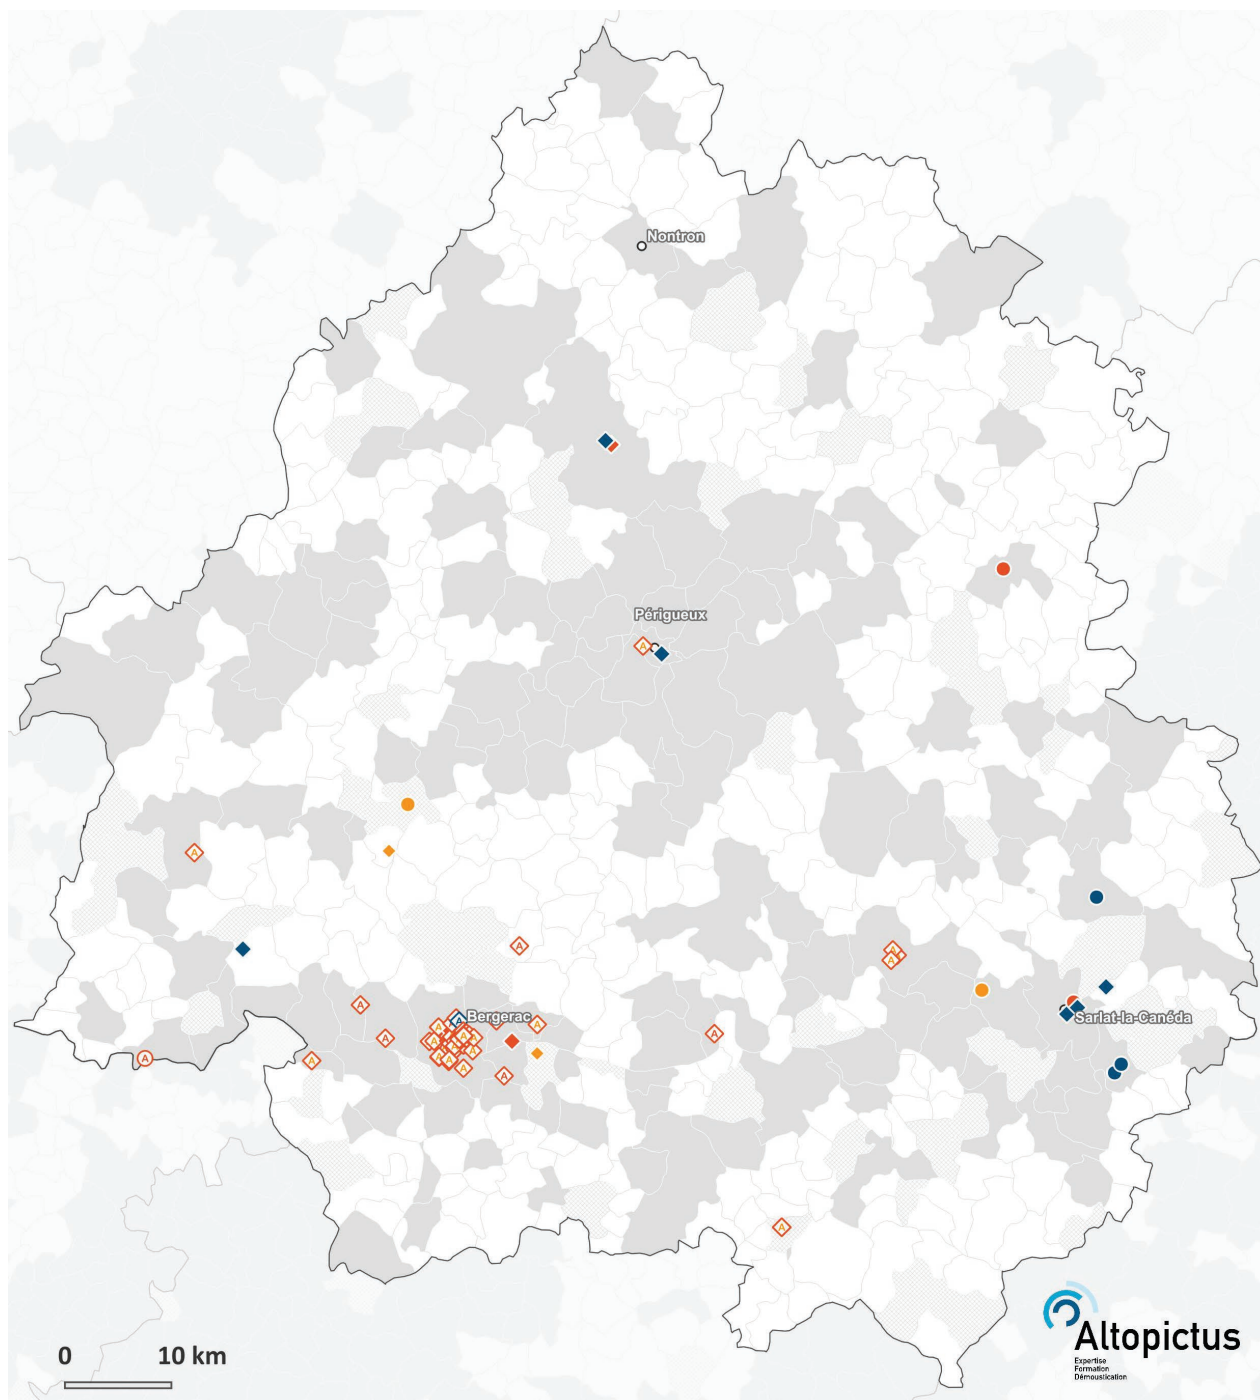 Nontron
Périgueux
A
A
A
A
A
A
Bergerac
A
A
A
A
Sarlat-la-Canéda
A
A
A
A
A
0 10 km
Altopictus
Expertise
Formation
Démoustication